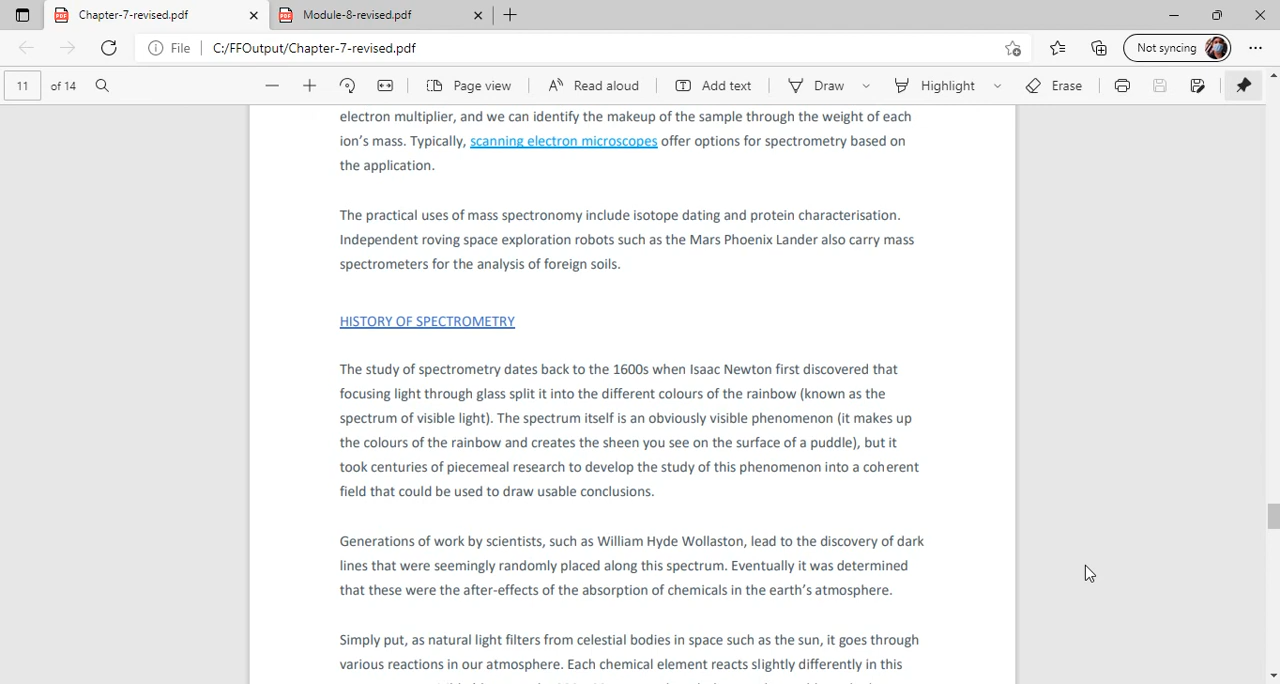 Chapter-7-revised.pdf
Module-8-revised.pdf
File
C:/FFOutput/Chapter-7-revised.pdf
Not syncing
11 of 14
Page view
Read aloud
Add text
Draw
Highlight
Erase
electron multiplier, and we can identify the makeup of the sample through the weight of each
ion's mass. Typically, scanning electron microscopes offer options for spectrometry based on
the application.
The practical uses of mass spectronomy include isotope dating and protein characterisation.
Independent roving space exploration robots such as the Mars Phoenix Lander also carry mass
spectrometers for the analysis of foreign soils.
HISTORY OF SPECTROMETRY
The study of spectrometry dates back to the 1600s when Isaac Newton first discovered that
focusing light through glass split it into the different colours of the rainbow (known as the
spectrum of visible light). The spectrum itself is an obviously visible phenomenon (it makes up
the colours of the rainbow and creates the sheen you see on the surface of a puddle), but it
took centuries of piecemeal research to develop the study of this phenomenon into a coherent
field that could be used to draw usable conclusions.
Generations of work by scientists, such as William Hyde Wollaston, lead to the discovery of dark
lines that were seemingly randomly placed along this spectrum. Eventually it was determined
that these were the after-effects of the absorption of chemicals in the earth's atmosphere.
Simply put, as natural light filters from celestial bodies in space such as the sun, it goes through
various reactions in our atmosphere. Each chemical element reacts slightly differently in this